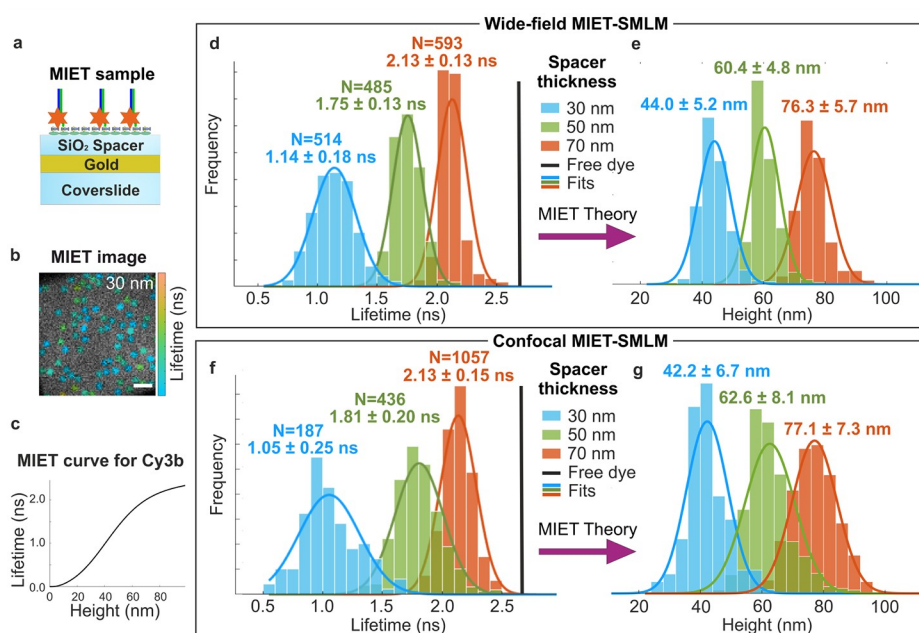 a
MIET sample
SiO₂ Spacer
Gold
Coverslide
b
MIET image
30 nm
Lifetime (ns)
c
MIET curve for Cy3b
Lifetime (ns)
2.0
1.0
0.0
0 20 40 60 80
Height (nm)
Wide-field MIET-SMLM
d
N=593
2.13 ± 0.13 ns
N=485
1.75 ± 0.13 ns
N=514
1.14 ± 0.18 ns
Frequency
0.5 1.0 1.5 2.0 2.5
Lifetime (ns)
Spacer
thickness
30 nm
50 nm
70 nm
Free dye
Fits
MIET Theory
e
60.4 ± 4.8 nm
44.0 ± 5.2 nm
76.3 ± 5.7 nm
20 40 60 80 100
Height (nm)
Confocal MIET-SMLM
f
N=1057
2.13 ± 0.15 ns
N=436
1.81 ± 0.20 ns
N=187
1.05 ± 0.25 ns
Frequency
0.5 1.0 1.5 2.0 2.5
Lifetime (ns)
Spacer
thickness
30 nm
50 nm
70 nm
Free dye
Fits
MIET Theory
g
42.2 ± 6.7 nm
62.6 ± 8.1 nm
77.1 ± 7.3 nm
20 40 60 80 100
Height (nm)